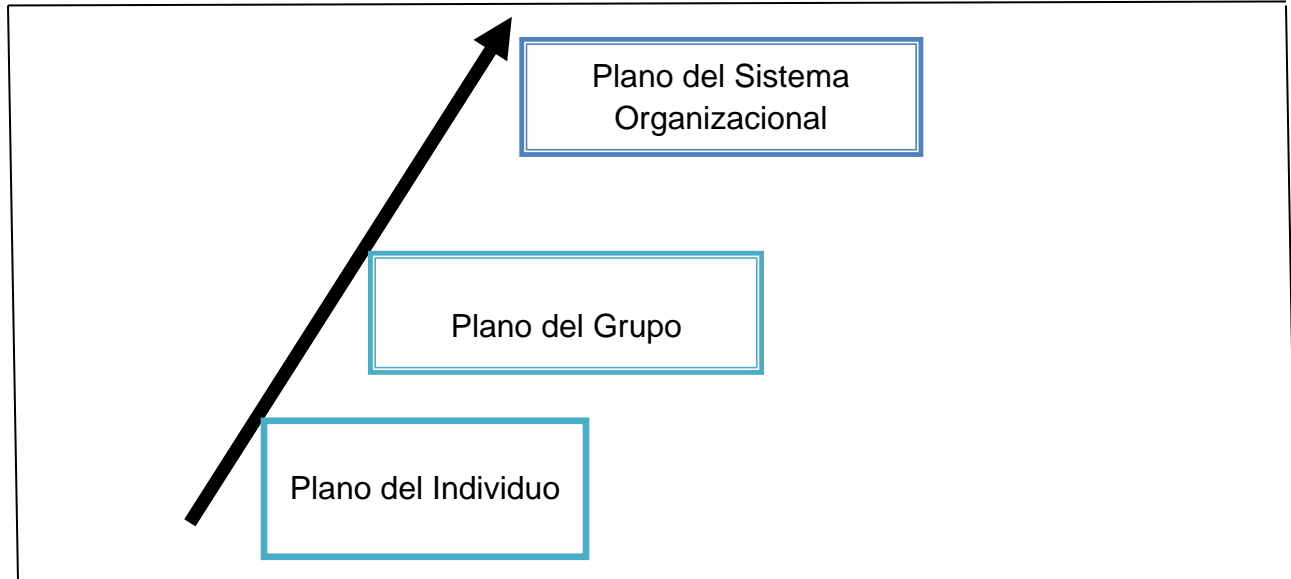 Plano del Sistema
Organizacional
Plano del Grupo
Plano del Individuo